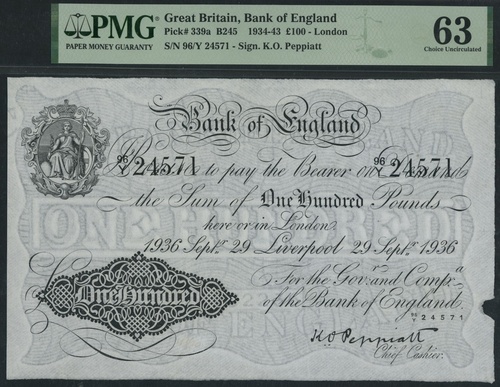 PMG
PAPER MONEY GUARANTY
Great Britain, Bank of England
Pick# 339a B245 1934-43 £100 - London
S/N 96/Y 24571 - Sign. K.O. Peppiatt
63
Choice Uncirculated
Bank of England
96/Y 24571 96/Y 24571
Promise to pay the Bearer on Demand
the Sum of One Hundred Pounds
here or in London
1936 Septr. 29 Liverpool 29 Septr. 1936
For the Govr. and Compa.
of the Bank of England.
One Hundred
96/Y 24571
K.O. Peppiatt
Chief Cashier.
ONE HUNDRED